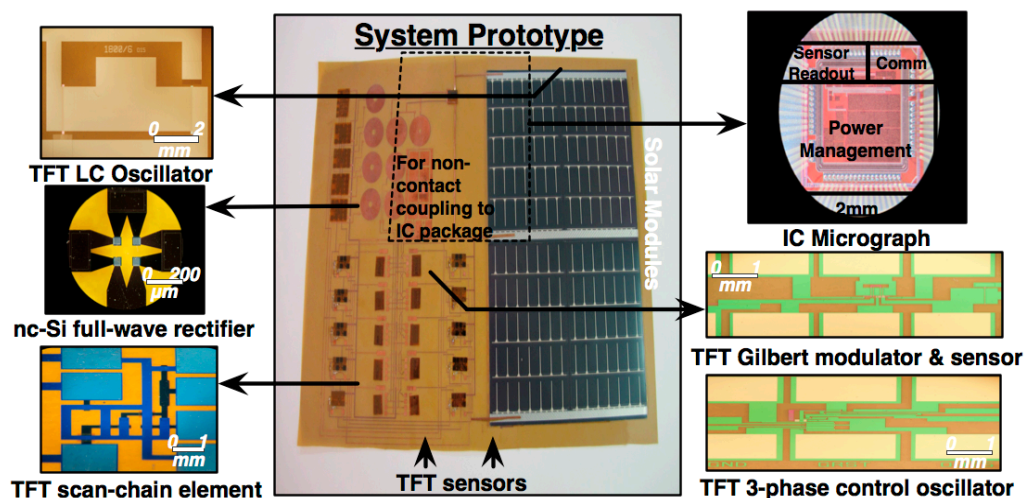 System Prototype
1800/5
0 2
mm
TFT LC Oscillator
For non-
contact
coupling to
IC package
Solar Modules
Sensor
Readout
Comm
Power
Management
2mm
IC Micrograph
0 200
µm
nc-Si full-wave rectifier
0 1
mm
TFT Gilbert modulator & sensor
0 1
mm
TFT scan-chain element
TFT sensors
0 1
mm
TFT 3-phase control oscillator